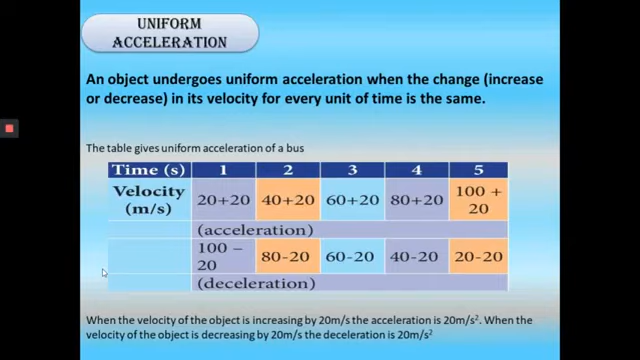 UNIFORM
ACCELERATION
An object undergoes uniform acceleration when the change (increase
or decrease) in its velocity for every unit of time is the same.
The table gives uniform acceleration of a bus
Time (s) 1 2 3 4 5
Velocity (m/s) 20+20 40+20 60+20 80+20 100 + 20
(acceleration)
100 – 20 80-20 60-20 40-20 20-20
(deceleration)
When the velocity of the object is increasing by 20m/s the acceleration is 20m/s². When the
velocity of the object is decreasing by 20m/s the deceleration is 20m/s²